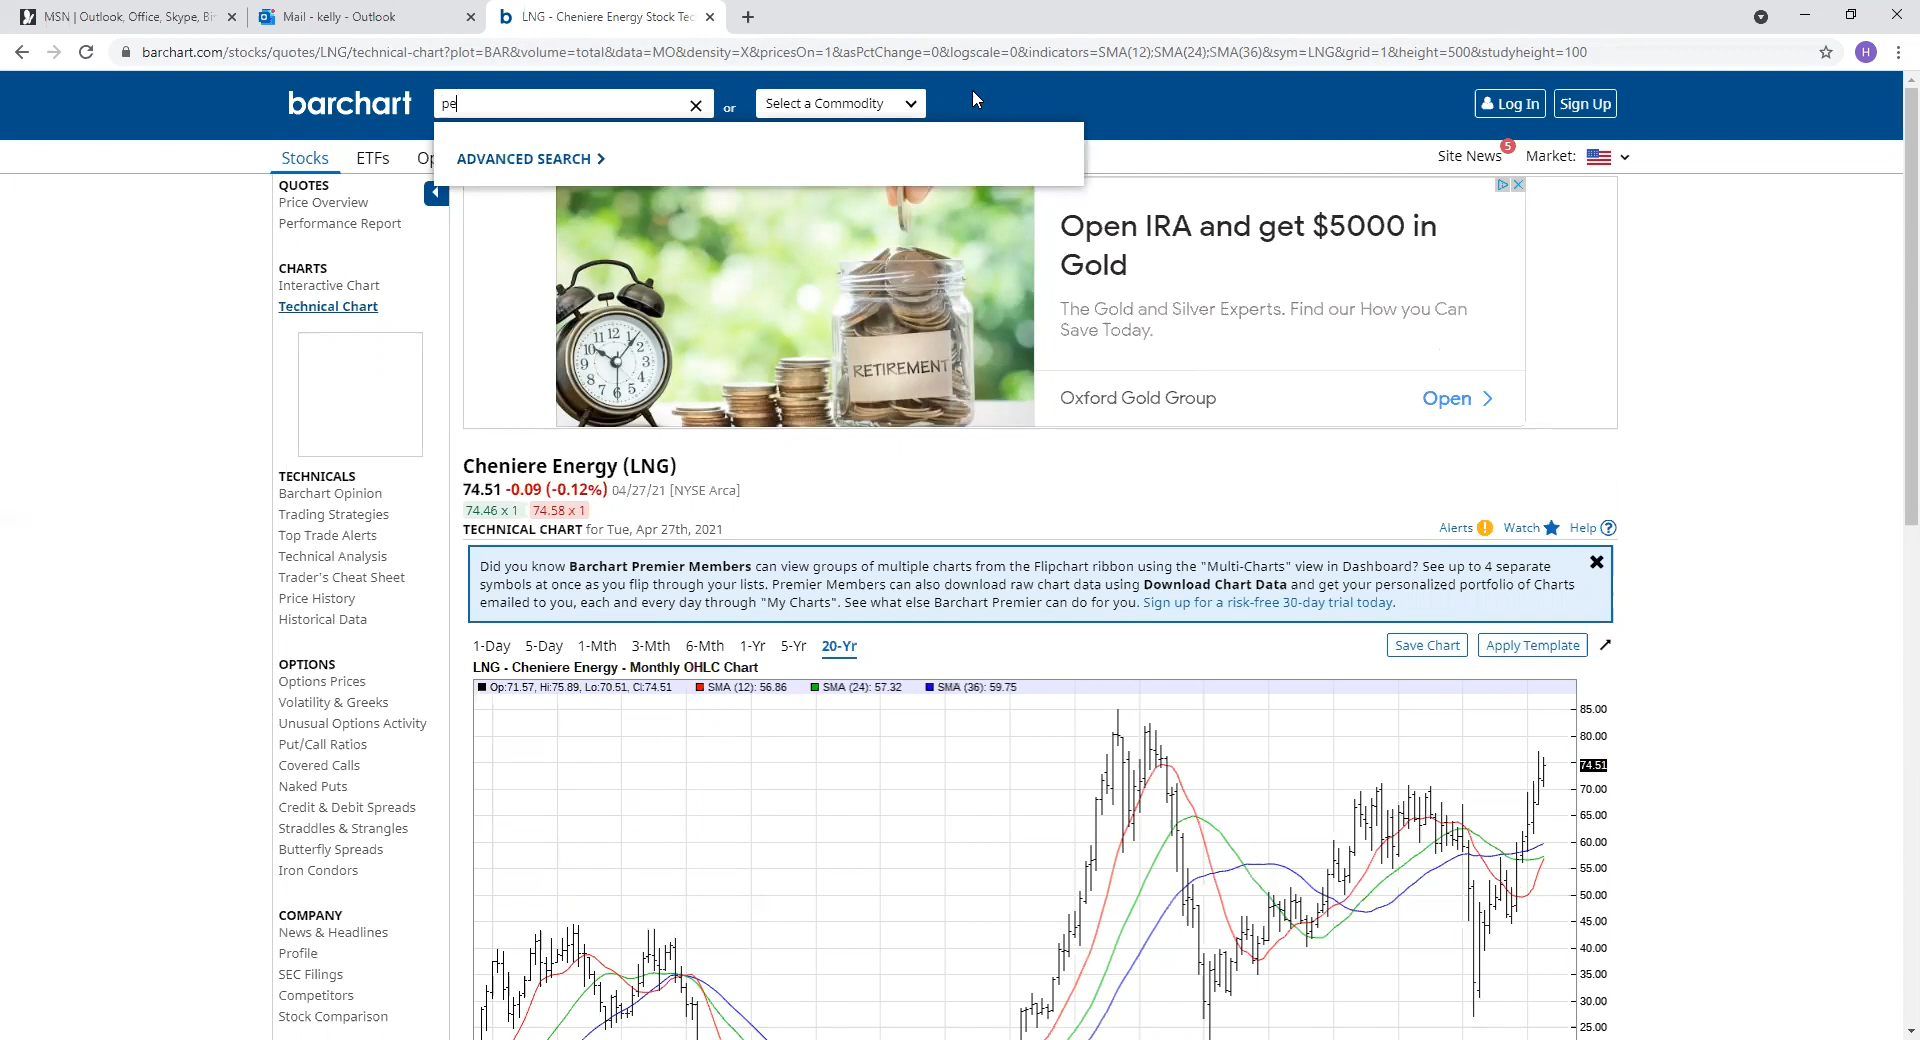 MSN | Outlook, Office, Skype, Bi
Mail - kelly - Outlook
LNG - Cheniere Energy Stock Tec
barchart.com/stocks/quotes/LNG/technical-chart?plot=BAR&volume=total&data=MO&density=X&pricesOn=1&asPctChange=0&logscale=0&indicators=SMA(12);SMA(24);SMA(36)&sym=LNG&grid=1&height=500&studyheight=100
H
barchart
pe
or
Select a Commodity
Log In
Sign Up
ADVANCED SEARCH
Stocks
ETFs
Op
Site News
5
Market:
QUOTES
Price Overview
Performance Report
CHARTS
Interactive Chart
Technical Chart
TECHNICALS
Barchart Opinion
Trading Strategies
Top Trade Alerts
Technical Analysis
Trader's Cheat Sheet
Price History
Historical Data
OPTIONS
Options Prices
Volatility & Greeks
Unusual Options Activity
Put/Call Ratios
Covered Calls
Naked Puts
Credit & Debit Spreads
Straddles & Strangles
Butterfly Spreads
Iron Condors
COMPANY
News & Headlines
Profile
SEC Filings
Competitors
Stock Comparison
RETIREMENT
Open IRA and get $5000 in
Gold
The Gold and Silver Experts. Find our How you Can
Save Today.
Oxford Gold Group
Open
Cheniere Energy (LNG)
74.51 -0.09 (-0.12%) 04/27/21 [NYSE Arca]
74.46 x 1 74.58 x 1
TECHNICAL CHART for Tue, Apr 27th, 2021
Alerts
Watch
Help
Did you know Barchart Premier Members can view groups of multiple charts from the Flipchart ribbon using the "Multi-Charts" view in Dashboard? See up to 4 separate
symbols at once as you flip through your lists. Premier Members can also download raw chart data using Download Chart Data and get your personalized portfolio of Charts
emailed to you, each and every day through "My Charts". See what else Barchart Premier can do for you. Sign up for a risk-free 30-day trial today.
1-Day 5-Day 1-Mth 3-Mth 6-Mth 1-Yr 5-Yr 20-Yr
Save Chart
Apply Template
LNG - Cheniere Energy - Monthly OHLC Chart
Op:71.57, Hi:75.89, Lo:70.51, Cl:74.51 SMA (12): 56.86 SMA (24): 57.32 SMA (36): 59.75
85.00
80.00
74.51
70.00
65.00
60.00
55.00
50.00
45.00
40.00
35.00
30.00
25.00